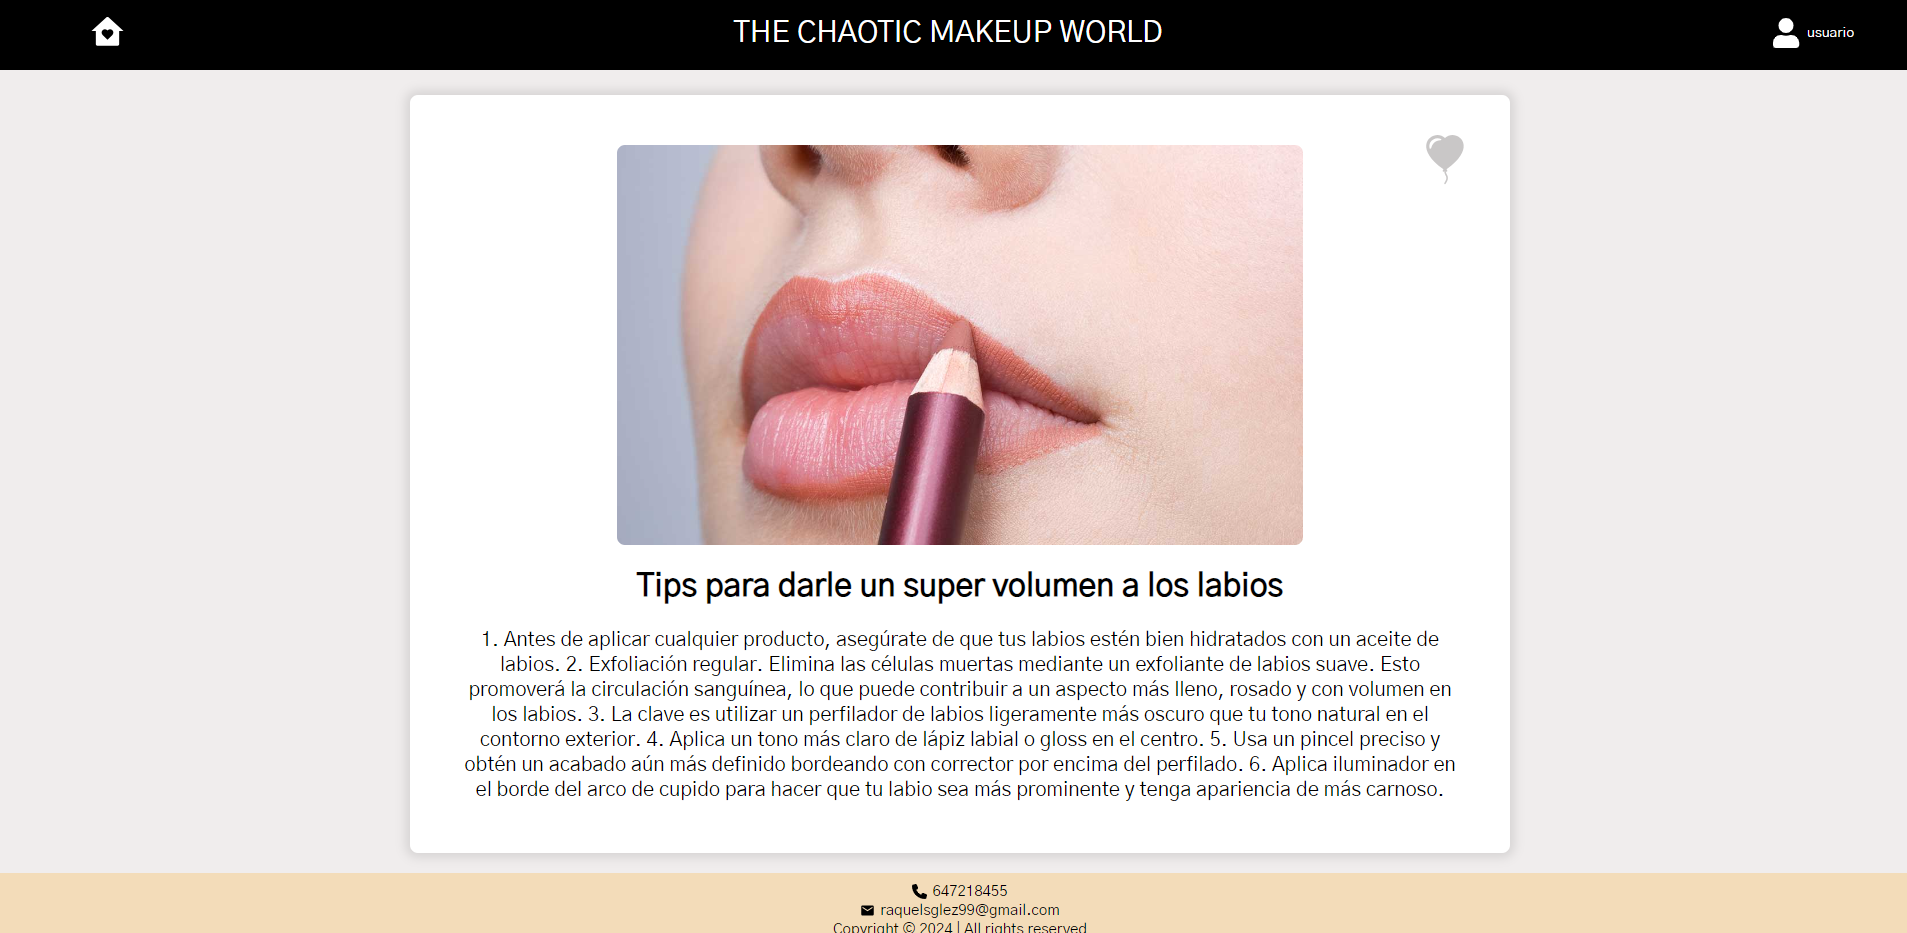 THE CHAOTIC MAKEUP WORLD
usuario
Tips para darle un super volumen a los labios
1. Antes de aplicar cualquier producto, asegúrate de que tus labios estén bien hidratados con un aceite de
labios. 2. Exfoliación regular. Elimina las células muertas mediante un exfoliante de labios suave. Esto
promoverá la circulación sanguínea, lo que puede contribuir a un aspecto más lleno, rosado y con volumen en
los labios. 3. La clave es utilizar un perfilador de labios ligeramente más oscuro que tu tono natural en el
contorno exterior. 4. Aplica un tono más claro de lápiz labial o gloss en el centro. 5. Usa un pincel preciso y
obtén un acabado aún más definido bordeando con corrector por encima del perfilado. 6. Aplica iluminador en
el borde del arco de cupido para hacer que tu labio sea más prominente y tenga apariencia de más carnoso.
647218455
raquelsglez99@gmail.com
Copyright © 2024 | All rights reserved